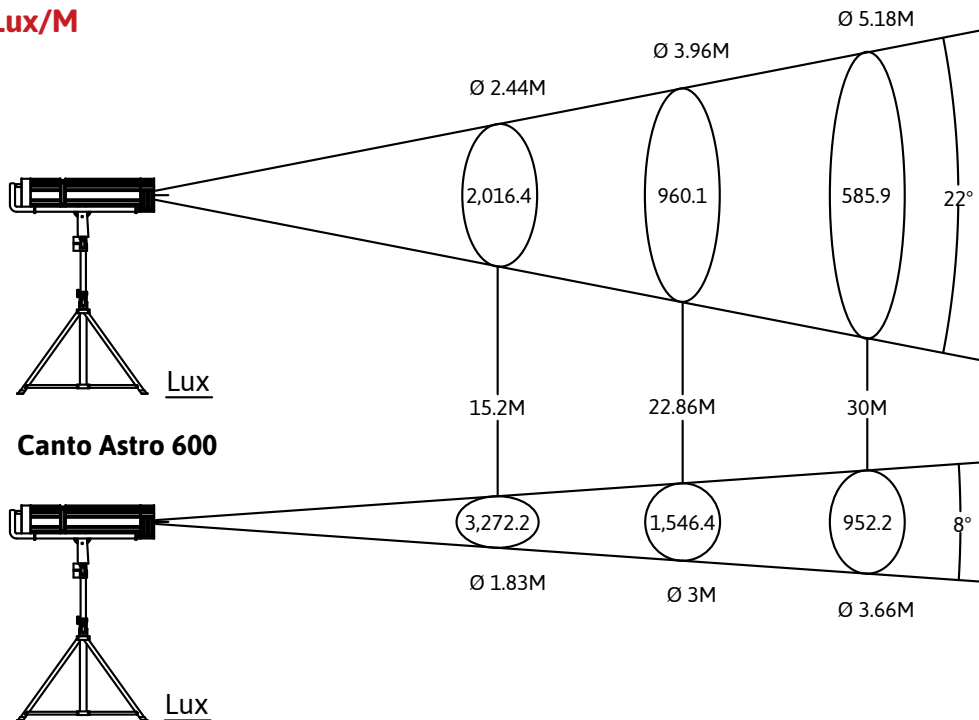 Lux/M
Ø 5.18M
Ø 3.96M
Ø 2.44M
2,016.4
960.1
585.9
22°
Lux
15.2M
22.86M
30M
Canto Astro 600
3,272.2
1,546.4
952.2
8°
Ø 1.83M
Ø 3M
Ø 3.66M
Lux